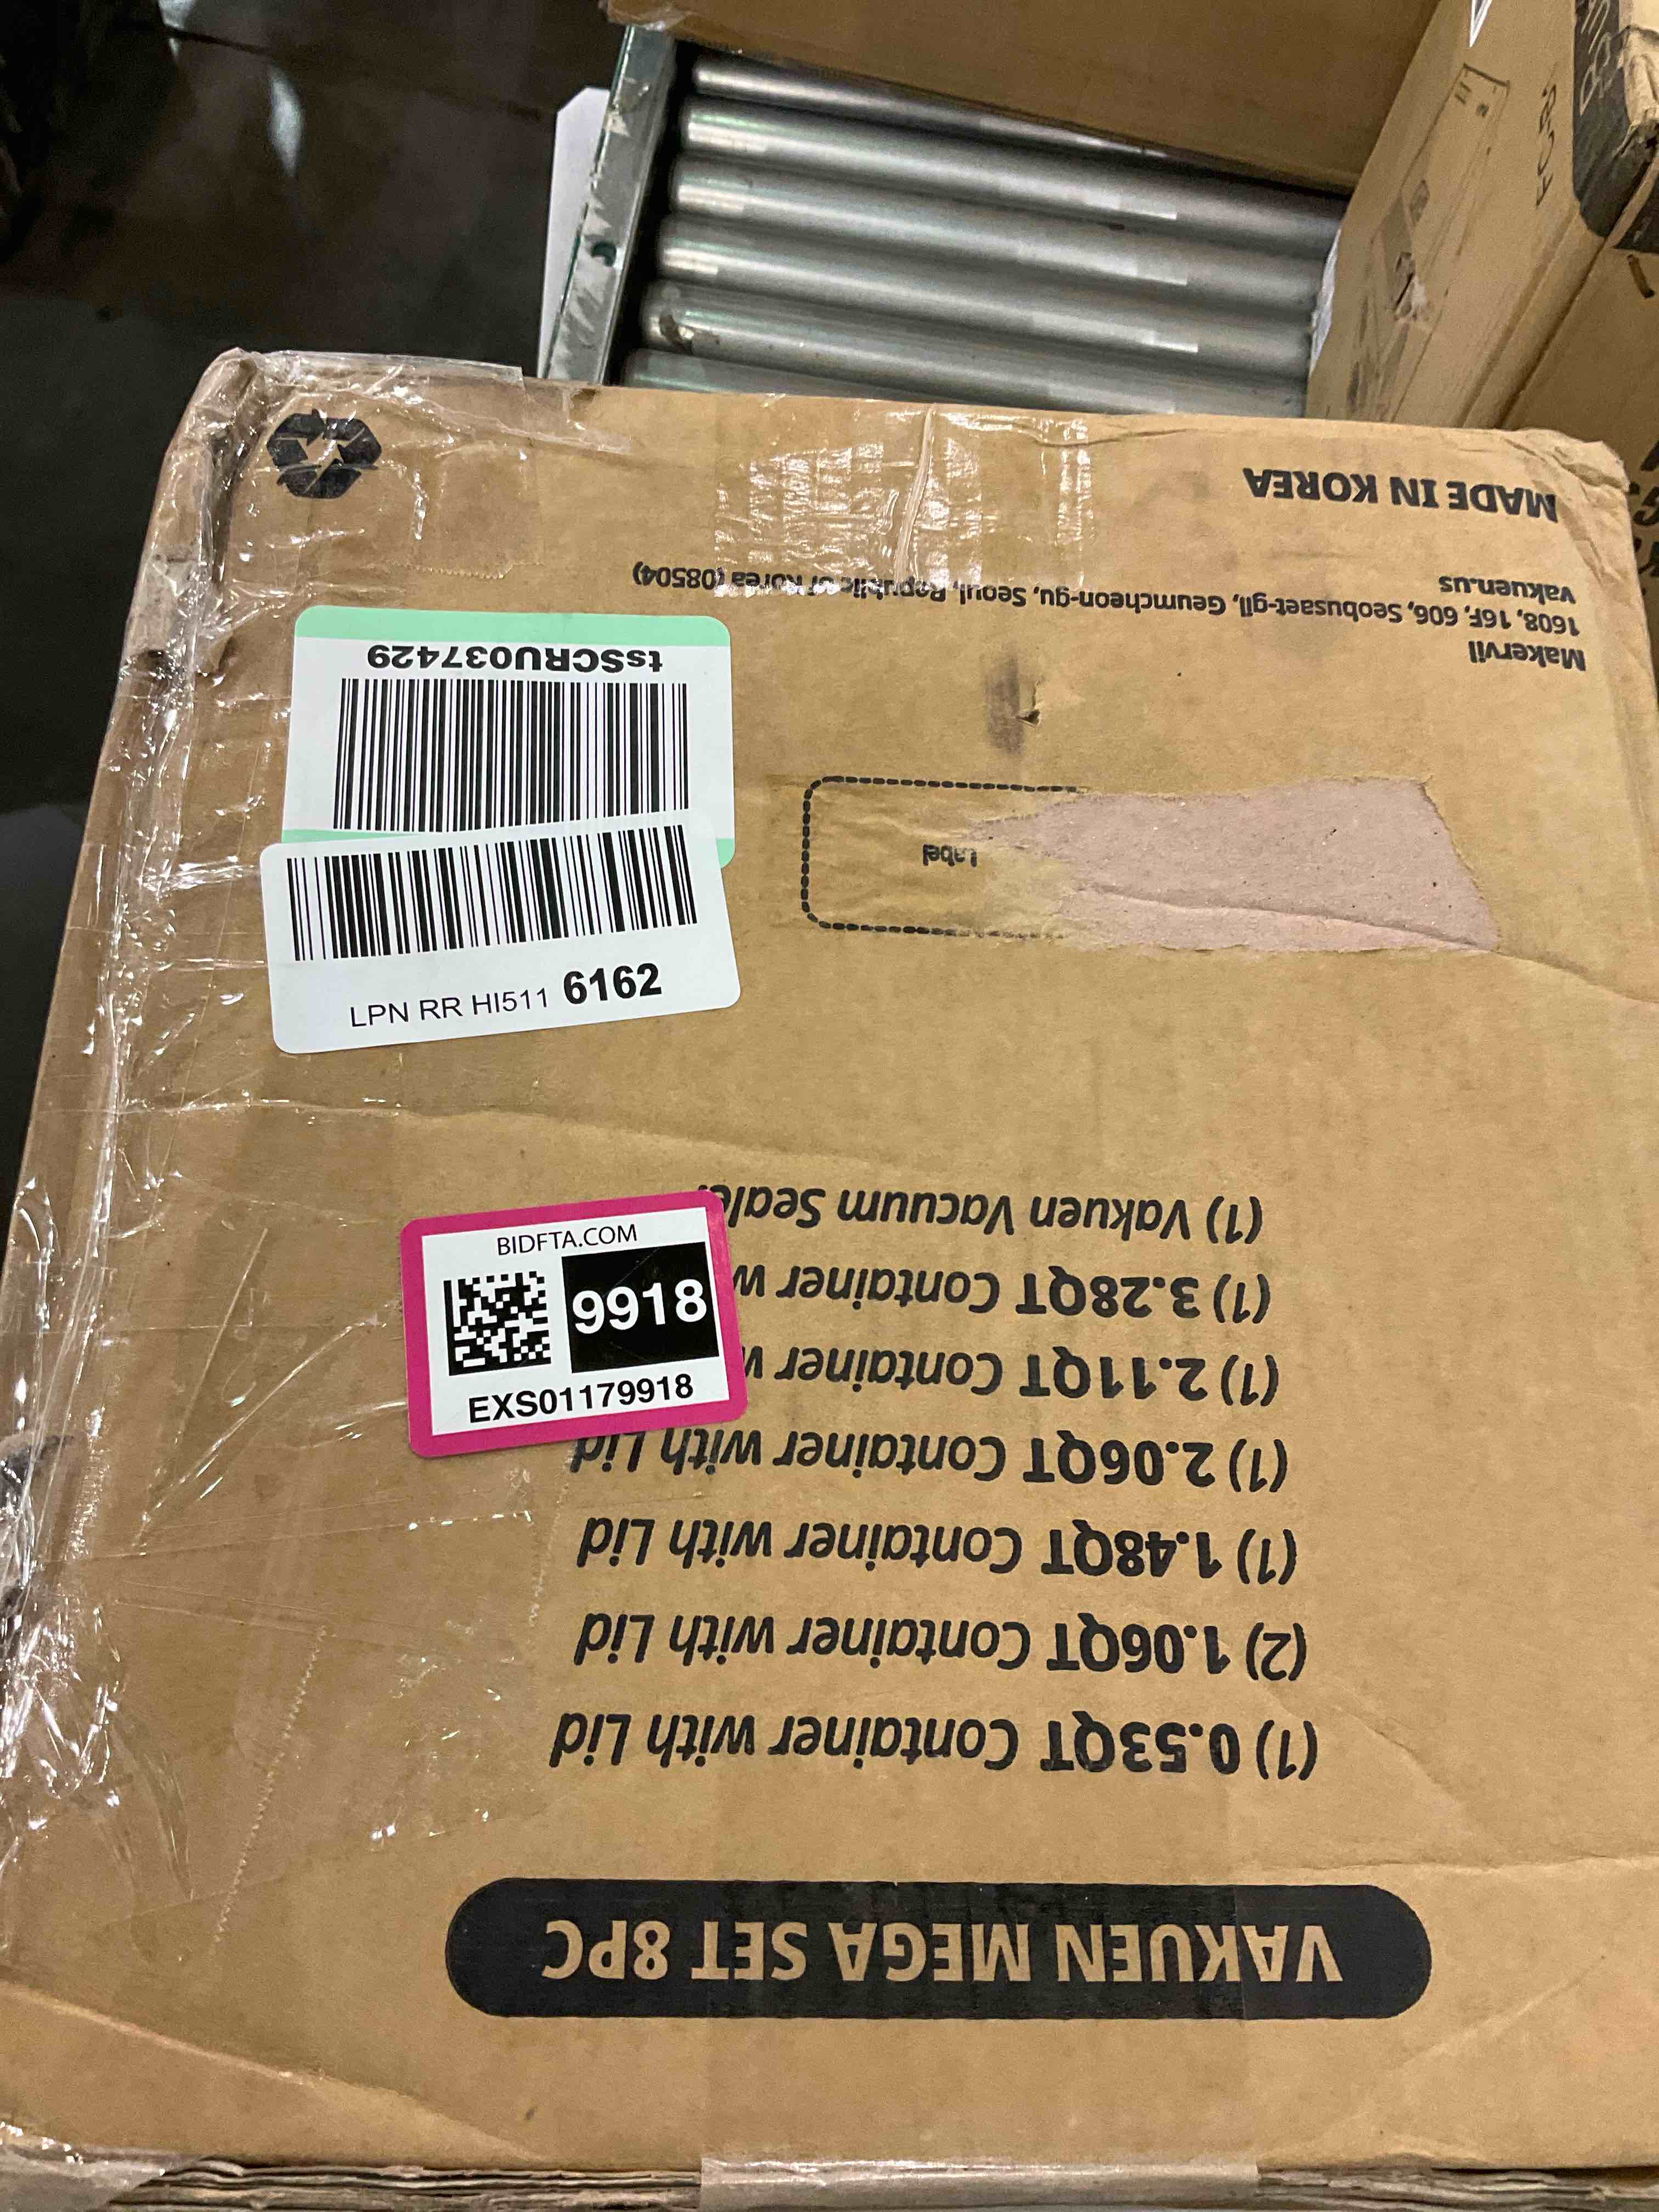 VAKUEN MEGA SET 8PC
(1) 0.53QT Container with Lid
(2) 1.06QT Container with Lid
(1) 1.48QT Container with Lid
(1) 2.06QT Container with Lid
(1) 2.11QT Container w
(1) 3.28QT Container w
(1) Vakuen Vacuum Sealer
BIDFTA.COM
9918
EXS01179918
Label
LPN RR HI511 6162
tsSCRU037429
Makervil
1608, 16F, 606, Seobusaet-gil, Geumcheon-gu, Seoul, Republic of Korea (08504)
vakuen.us
MADE IN KOREA